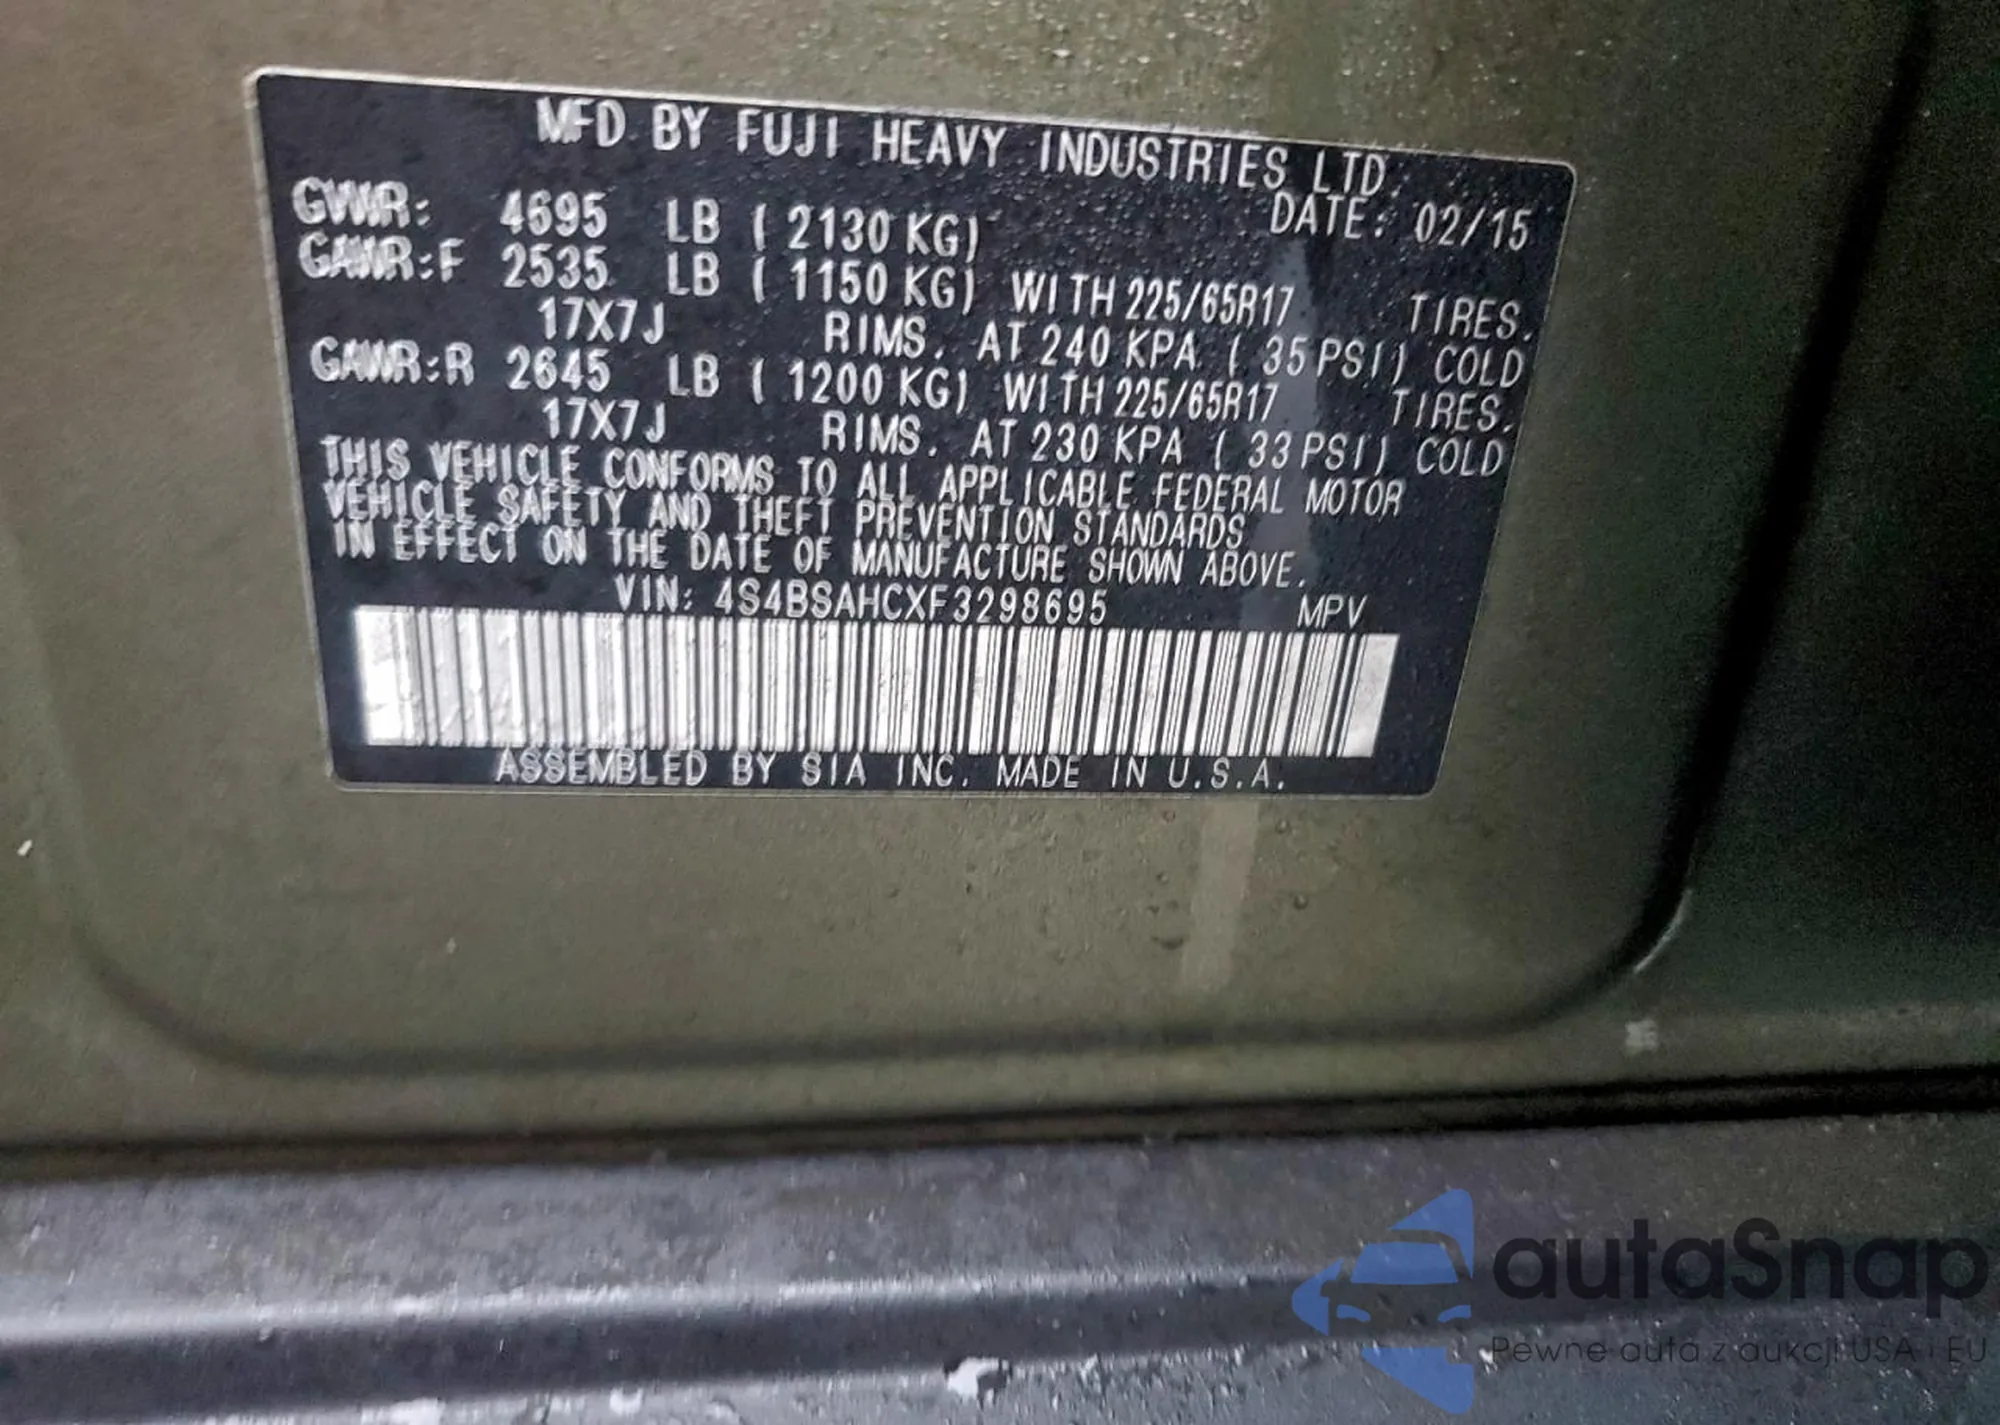 MFD BY FUJI HEAVY INDUSTRIES LTD.
DATE: 02/15
GVWR: 4695 LB ( 2130 KG)
GAWR:F 2535 LB ( 1150 KG) WITH 225/65R17 TIRES.
17X7J RIMS. AT 240 KPA ( 35 PSI) COLD
GAWR:R 2645 LB ( 1200 KG) WITH 225/65R17 TIRES.
17X7J RIMS. AT 230 KPA ( 33 PSI) COLD
THIS VEHICLE CONFORMS TO ALL APPLICABLE FEDERAL MOTOR
VEHICLE SAFETY AND THEFT PREVENTION STANDARDS
IN EFFECT ON THE DATE OF MANUFACTURE SHOWN ABOVE.
VIN: 4S4BSAHCXF3298695 MPV
ASSEMBLED BY SIA INC. MADE IN U.S.A.
autaSnap
Pewne auta z aukcji USA i EU